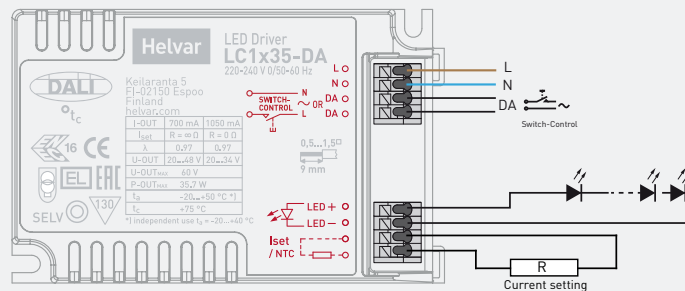 Helvar
LED Driver
LC1x35-DA
220-240 V 0/50-60 Hz
DALI
tc
Keilaranta 5
FI-02150 Espoo
Finland
helvar.com
I-OUT 700 mA 1050 mA
Iset R = ∞ Ω R = 0 Ω
λ 0.97 0.97
U-OUT 20...48 V 20...34 V
U-OUTMAX 60 V
P-OUTMAX 35,7 W
ta -20...+50 °C *)
tc +75 °C
*) independent use ta = -20...+40 °C
16 CE
EL EAC
SELV
130
L
N
DA
DA
SWITCH-
CONTROL
N
~ OR
L
E
0,5...1,5
9 mm
LED +
LED –
Iset
/ NTC
L
N
DA ~
Switch-Control
R
Current setting